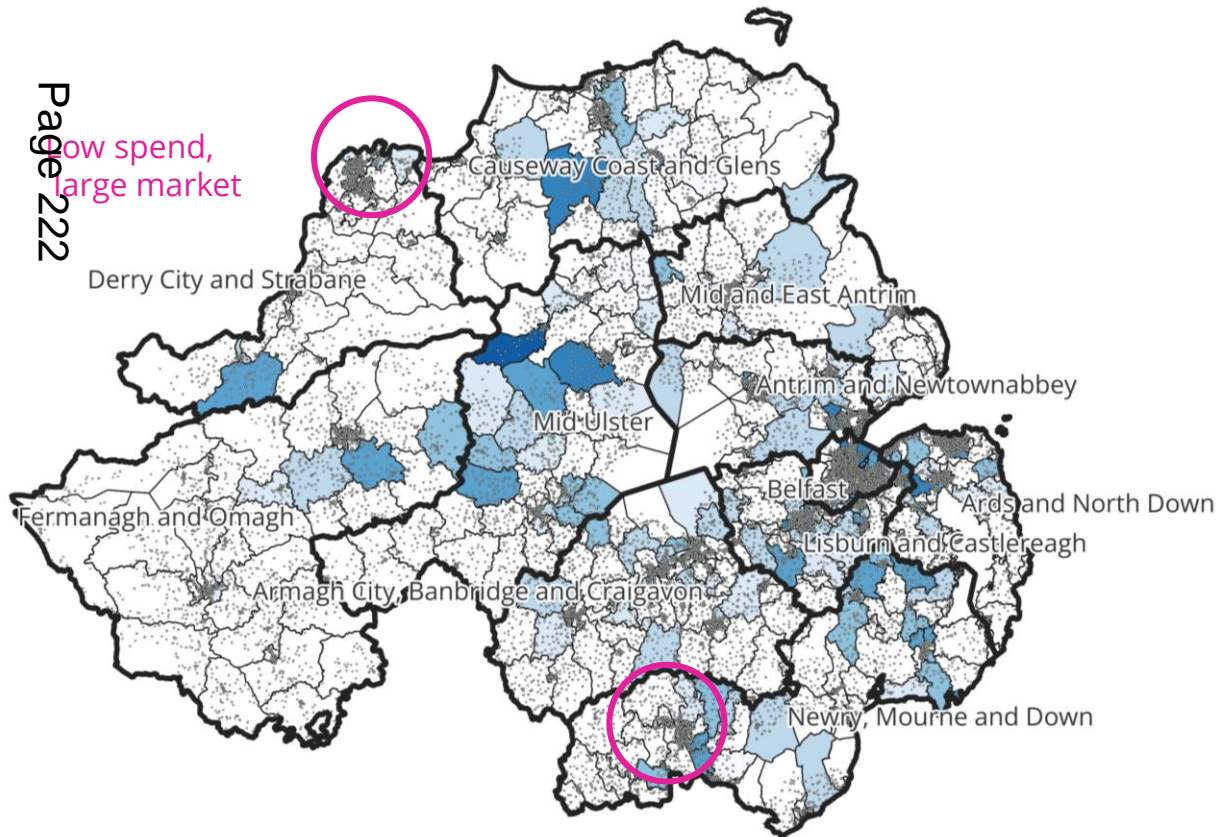 Page 222
low spend,
large market
Causeway Coast and Glens
Derry City and Strabane
Mid and East Antrim
Antrim and Newtownabbey
Mid Ulster
Belfast
Ards and North Down
Fermanagh and Omagh
Lisburn and Castlereagh
Armagh City, Banbridge and Craigavon
Newry, Mourne and Down